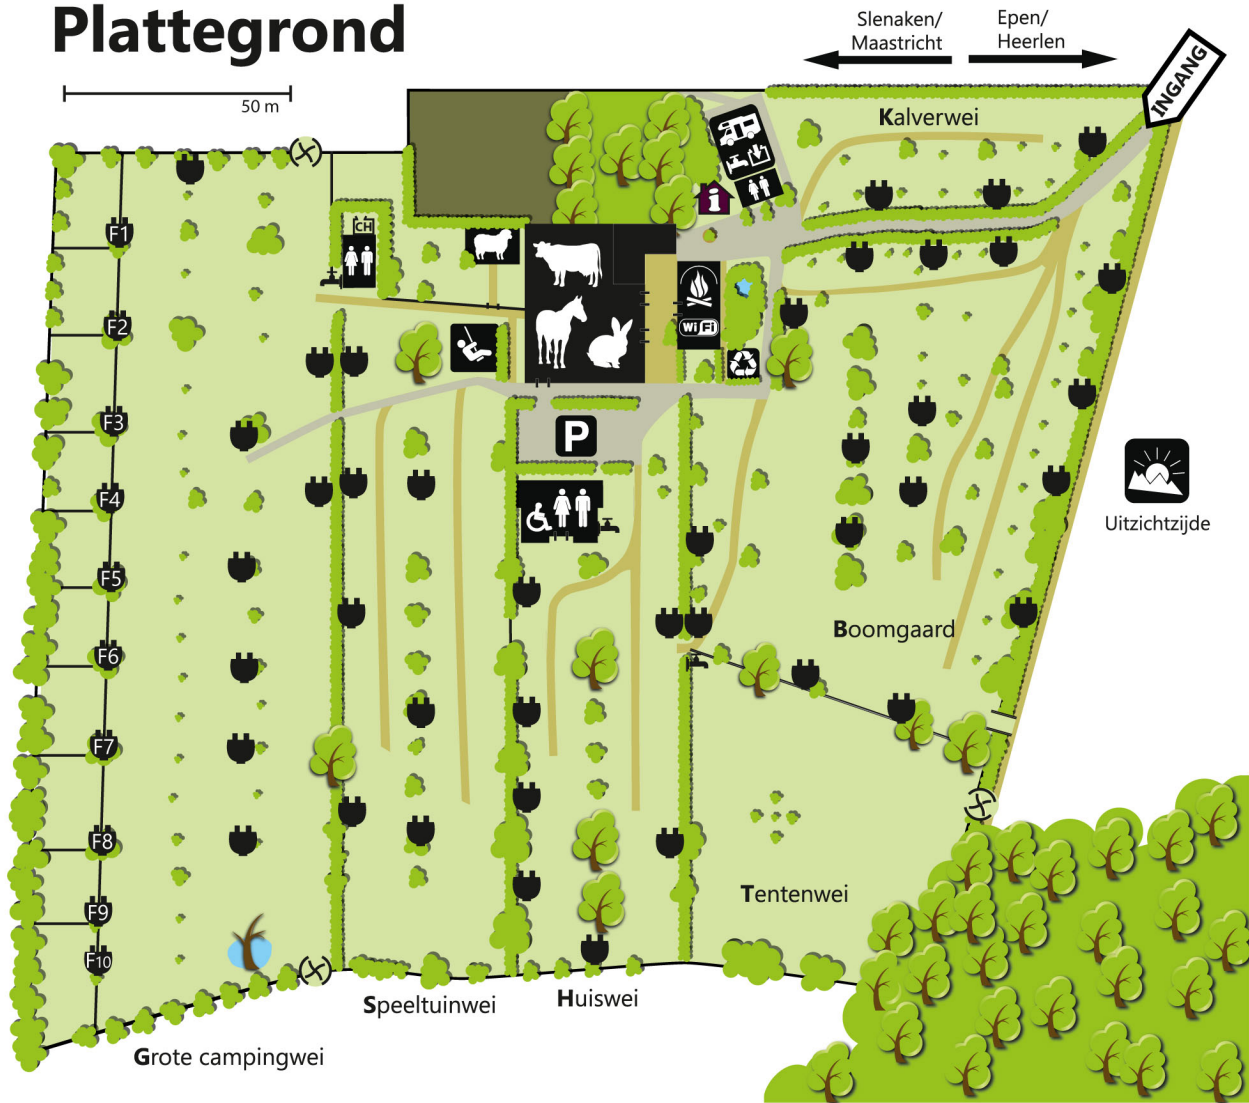 Plattegrond
50 m
Slenaken/
Maastricht
Epen/
Heerlen
INGANG
Kalverwei
CH
i
F1
F2
WiFi
F3
P
F4
Uitzichtzijde
F5
F6
Boomgaard
F7
F8
Tentenwei
F9
F10
Speeltuinwei
Huiswei
Grote campingwei